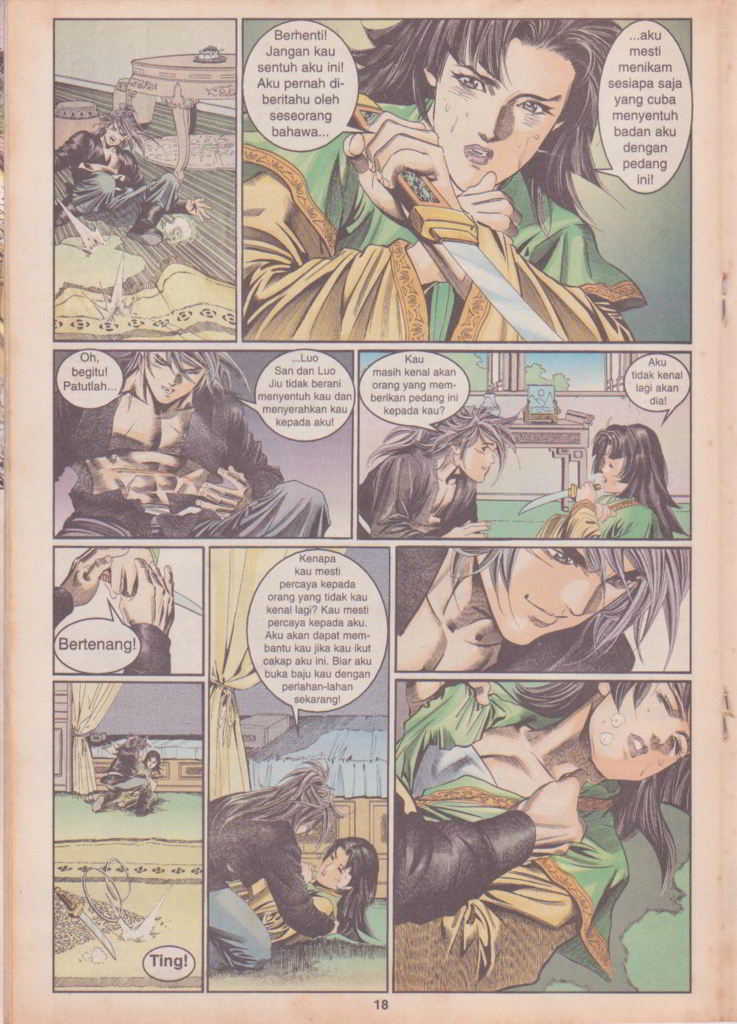 Berhenti!
Jangan kau
sentuh aku ini!
Aku pernah di-
beritahu oleh
seseorang
bahawa...
...aku
mesti
menikam
sesiapa saja
yang cuba
menyentuh
badan aku
dengan
pedang
ini!
Oh,
begitu!
Patutlah...
...Luo
San dan Luo
Jiu tidak berani
menyentuh kau dan
menyerahkan kau
kepada aku!
Kau
masih kenal akan
orang yang mem-
berikan pedang ini
kepada kau?
Aku
tidak kenal
lagi akan
dia!
Bertenang!
Kenapa
kau mesti
percaya kepada
orang yang tidak kau
kenal lagi? Kau mesti
percaya kepada aku.
Aku akan dapat mem-
bantu kau jika kau ikut
cakap aku ini. Biar aku
buka baju kau dengan
perlahan-lahan
sekarang!
Ting!
18